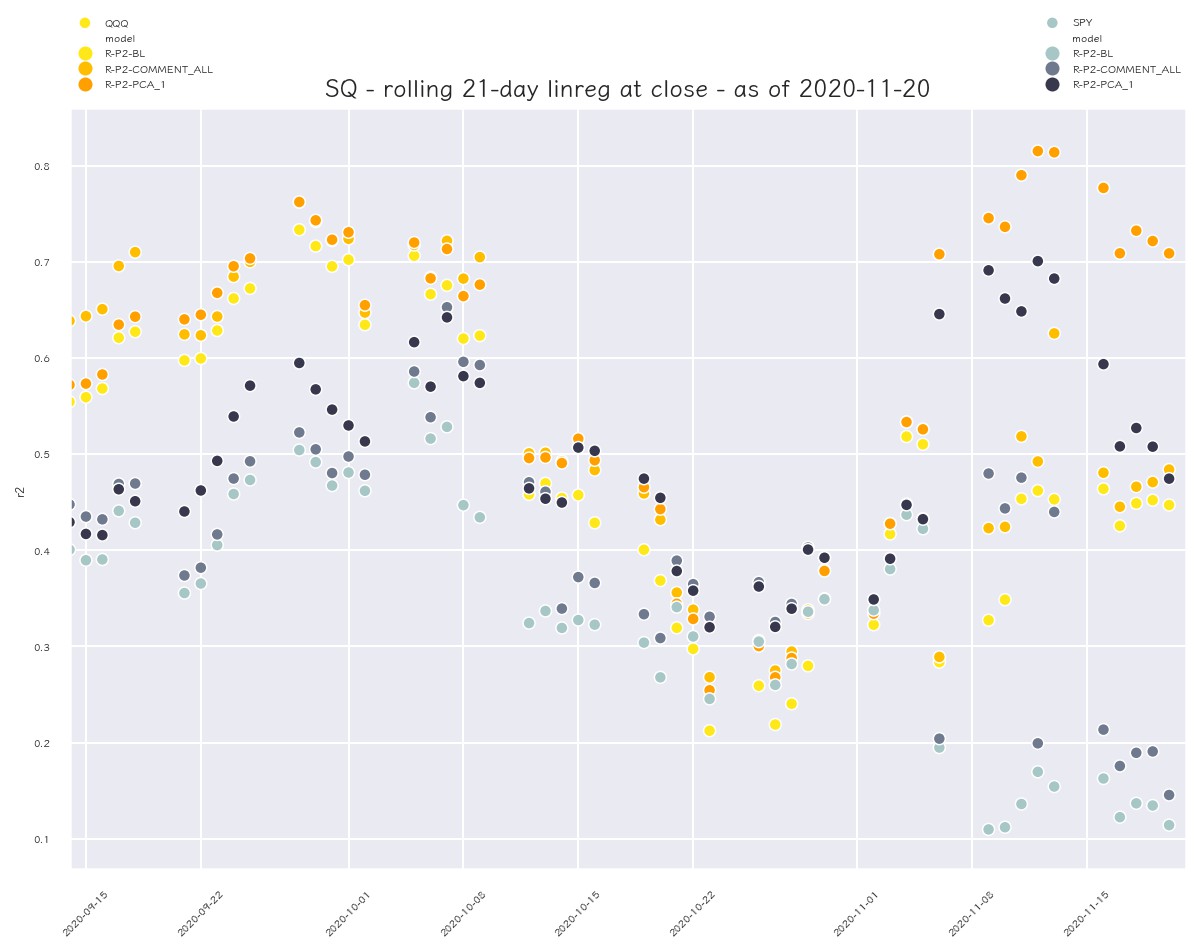 QQQ
model
R-P2-BL
R-P2-COMMENT_ALL
R-P2-PCA_1
SPY
model
R-P2-BL
R-P2-COMMENT_ALL
R-P2-PCA_1
SQ - rolling 21-day linreg at close - as of 2020-11-20
r2
0.8
0.7
0.6
0.5
0.4
0.3
0.2
0.1
2020-09-15
2020-09-22
2020-10-01
2020-10-08
2020-10-15
2020-10-22
2020-11-01
2020-11-08
2020-11-15